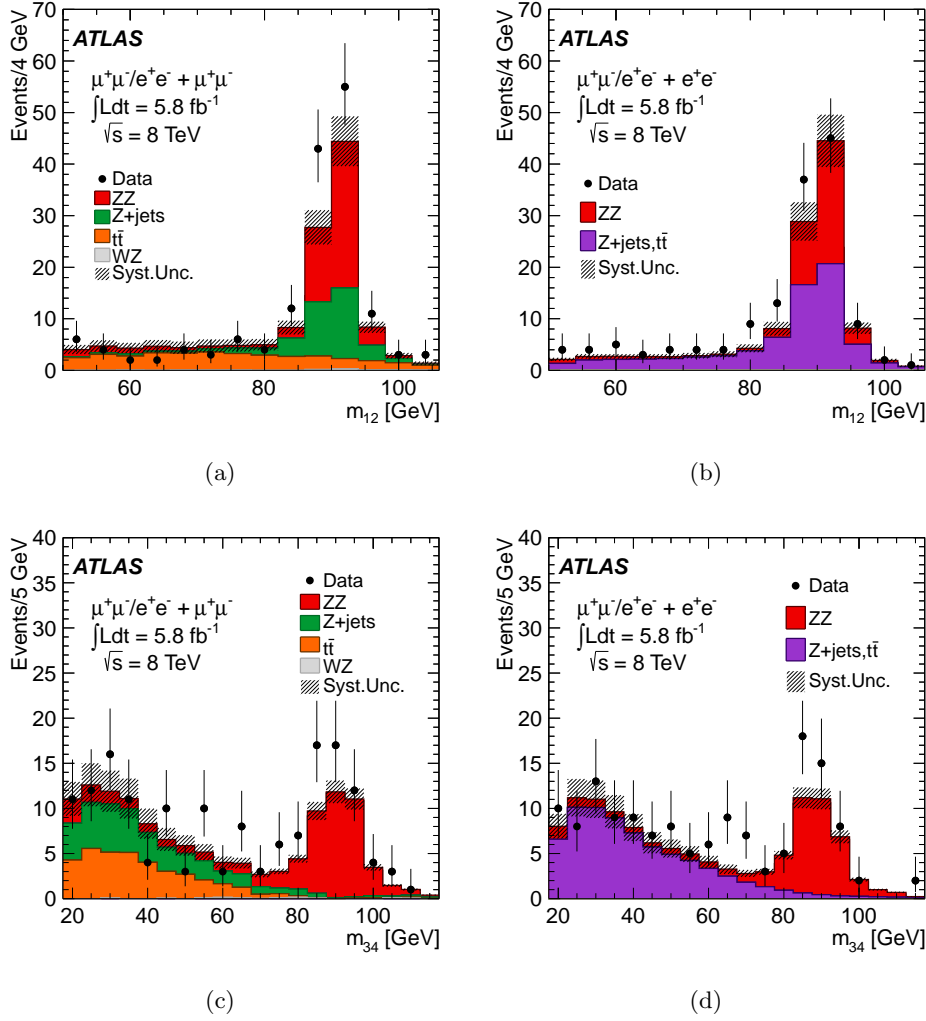 Events/4 GeV
70
60
50
40
30
20
10
0
ATLAS
μ⁺μ⁻/e⁺e⁻ + μ⁺μ⁻
∫Ldt = 5.8 fb⁻¹
√s = 8 TeV
Data
ZZ
Z+jets
tt̄
WZ
Syst.Unc.
60 80 100
m₁₂ [GeV]
(a)
Events/4 GeV
70
60
50
40
30
20
10
0
ATLAS
μ⁺μ⁻/e⁺e⁻ + e⁺e⁻
∫Ldt = 5.8 fb⁻¹
√s = 8 TeV
Data
ZZ
Z+jets,tt̄
Syst.Unc.
60 80 100
m₁₂ [GeV]
(b)
Events/5 GeV
40
35
30
25
20
15
10
5
0
ATLAS
μ⁺μ⁻/e⁺e⁻ + μ⁺μ⁻
∫Ldt = 5.8 fb⁻¹
√s = 8 TeV
Data
ZZ
Z+jets
tt̄
WZ
Syst.Unc.
20 40 60 80 100
m₃₄ [GeV]
(c)
Events/5 GeV
40
35
30
25
20
15
10
5
0
ATLAS
μ⁺μ⁻/e⁺e⁻ + e⁺e⁻
∫Ldt = 5.8 fb⁻¹
√s = 8 TeV
Data
ZZ
Z+jets,tt̄
Syst.Unc.
20 40 60 80 100
m₃₄ [GeV]
(d)